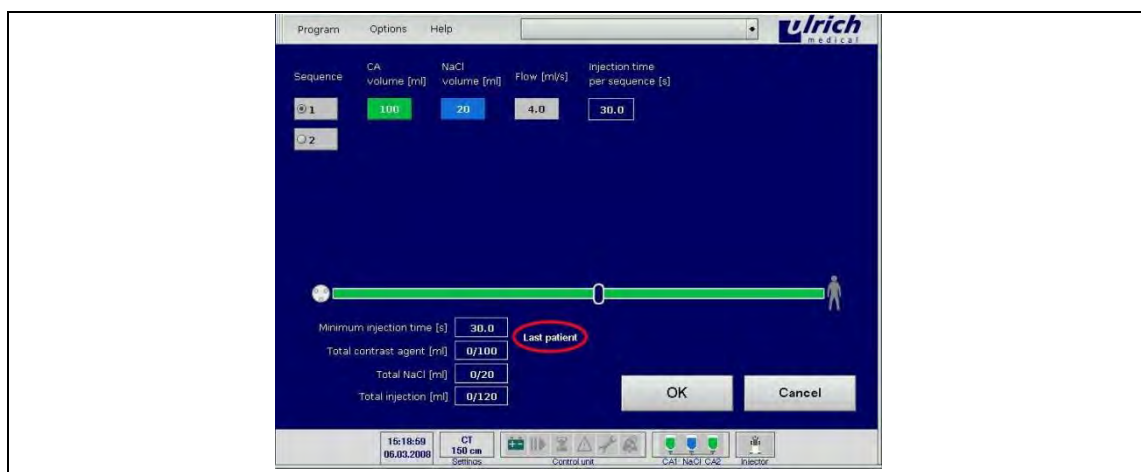 Program Options Help
ulrich
medical
Sequence CA volume [ml] NaCl volume [ml] Flow [ml/s] Injection time per sequence [s]
1 100 20 4.0 30.0
2
Minimum injection time [s] 30.0
Last patient
Total contrast agent [ml] 0/100
Total NaCl [ml] 0/20
Total injection [ml] 0/120
OK Cancel
15:18:59 CT
06.03.2008 150 cm
Settings Control unit CA1 NaCl CA2 Injector